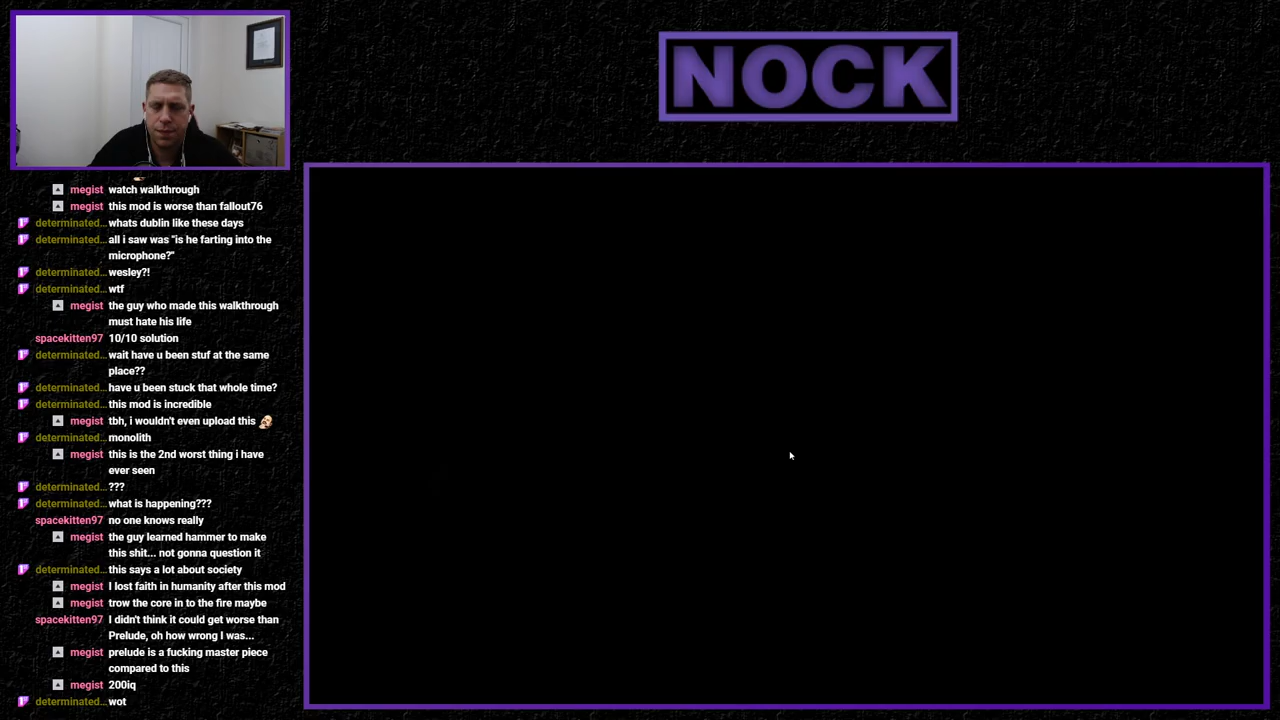 NOCK
megist watch walkthrough
megist this mod is worse than fallout76
determinated... whats dublin like these days
determinated... all i saw was "is he farting into the
microphone?"
determinated... wesley?!
determinated... wtf
megist the guy who made this walkthrough
must hate his life
spacekitten97 10/10 solution
determinated... wait have u been stuf at the same
place??
determinated... have u been stuck that whole time?
determinated... this mod is incredible
megist tbh, i wouldn't even upload this
determinated... monolith
megist this is the 2nd worst thing i have
ever seen
determinated... ???
determinated... what is happening???
spacekitten97 no one knows really
megist the guy learned hammer to make
this shit... not gonna question it
determinated... this says a lot about society
megist I lost faith in humanity after this mod
megist trow the core in to the fire maybe
spacekitten97 I didn't think it could get worse than
Prelude, oh how wrong I was...
megist prelude is a fucking master piece
compared to this
megist 200iq
determinated... wot